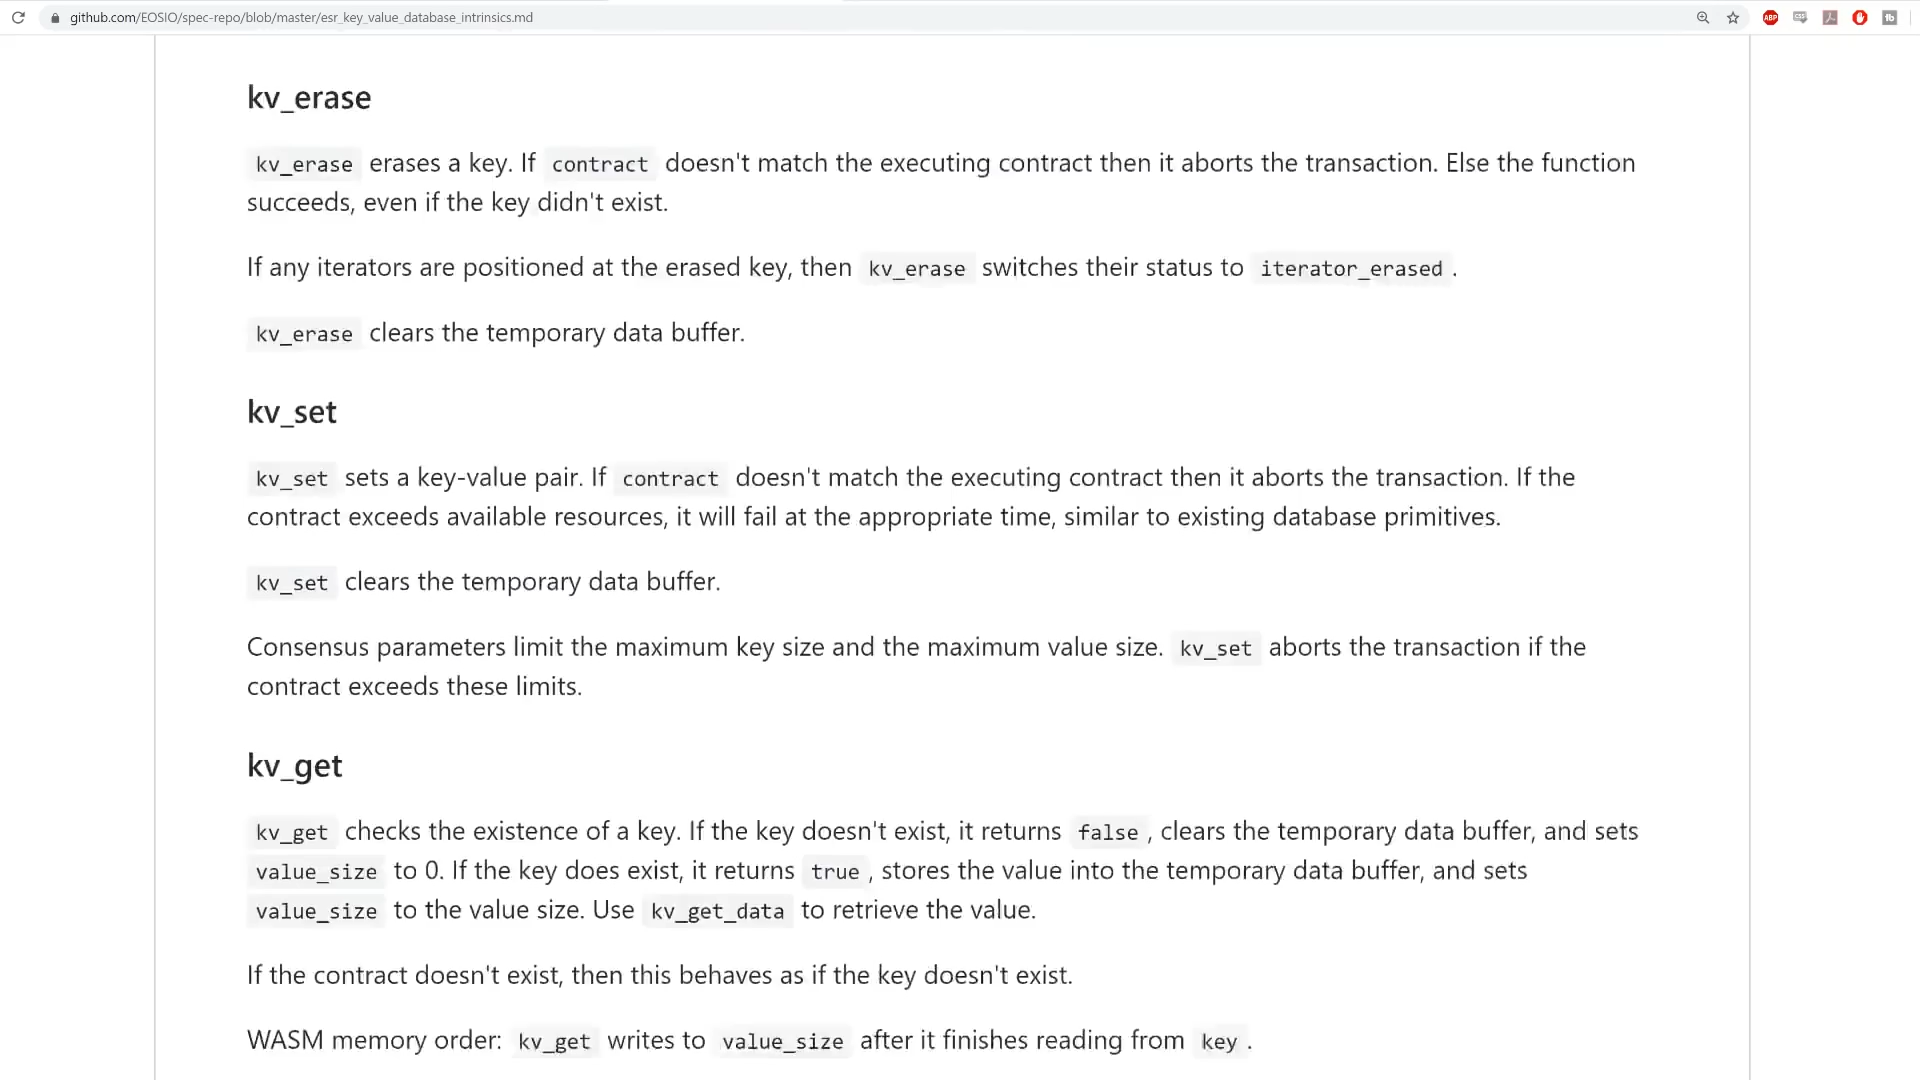 github.com/EOSIO/spec-repo/blob/master/esr_key_value_database_intrinsics.md
ABP
kv_erase
kv_erase erases a key. If contract doesn't match the executing contract then it aborts the transaction. Else the function
succeeds, even if the key didn't exist.
If any iterators are positioned at the erased key, then kv_erase switches their status to iterator_erased .
kv_erase clears the temporary data buffer.
kv_set
kv_set sets a key-value pair. If contract doesn't match the executing contract then it aborts the transaction. If the
contract exceeds available resources, it will fail at the appropriate time, similar to existing database primitives.
kv_set clears the temporary data buffer.
Consensus parameters limit the maximum key size and the maximum value size. kv_set aborts the transaction if the
contract exceeds these limits.
kv_get
kv_get checks the existence of a key. If the key doesn't exist, it returns false , clears the temporary data buffer, and sets
value_size to 0. If the key does exist, it returns true , stores the value into the temporary data buffer, and sets
value_size to the value size. Use kv_get_data to retrieve the value.
If the contract doesn't exist, then this behaves as if the key doesn't exist.
WASM memory order: kv_get writes to value_size after it finishes reading from key .